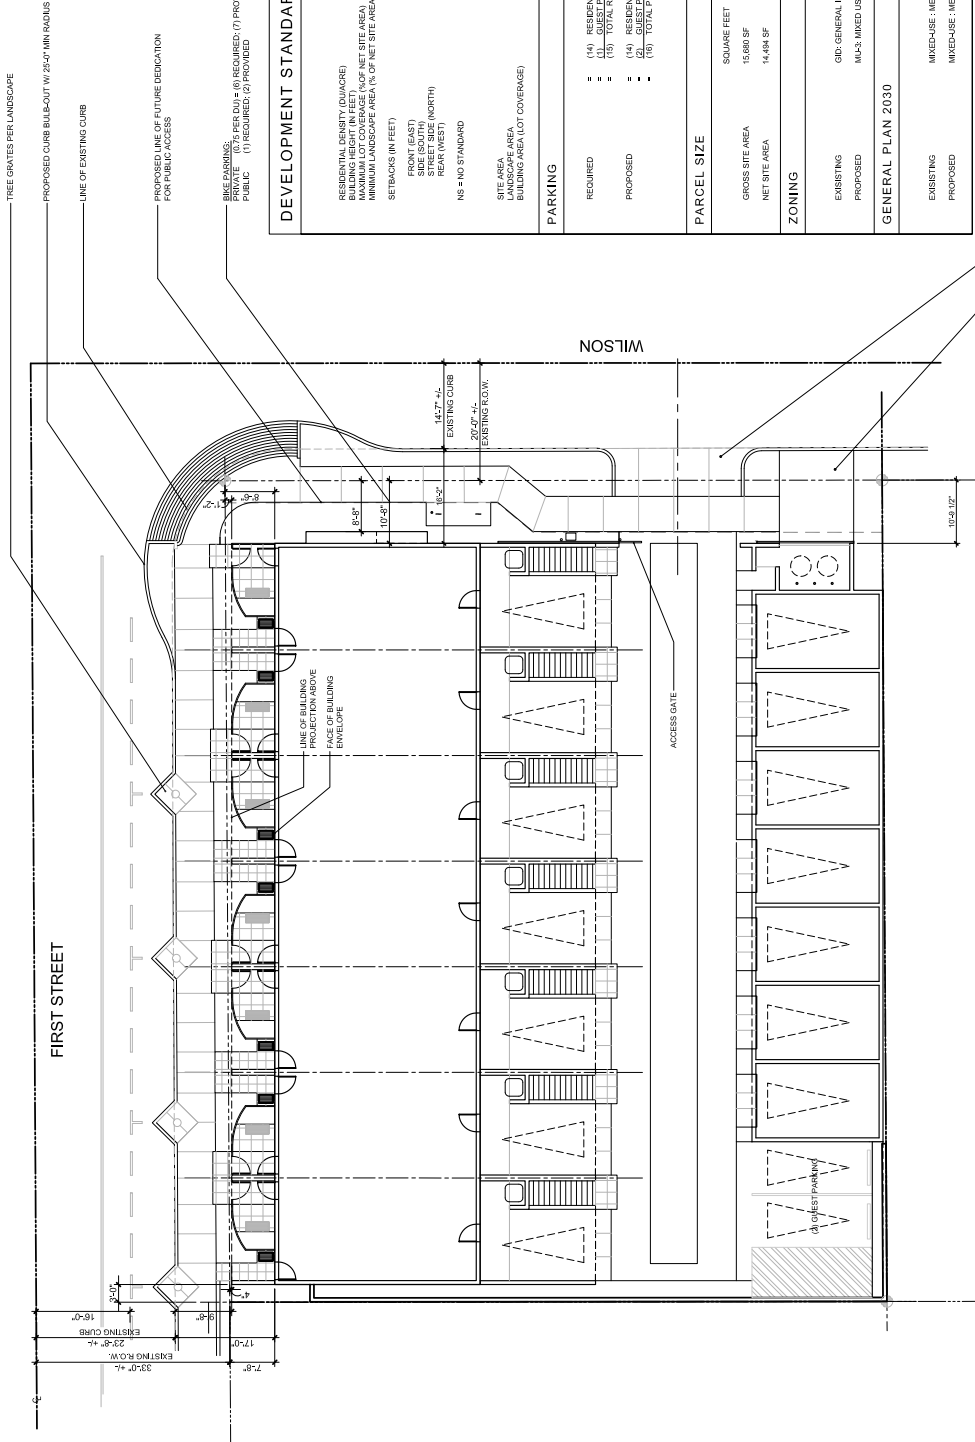 TREE GRATES PER LANDSCAPE
PROPOSED CURB BULB-OUT W/ 25'-0" MIN RADIUS
LINE OF EXISTING CURB
PROPOSED LINE OF FUTURE DEDICATION
FOR PUBLIC ACCESS
BIKE PARKING:
PRIVATE (0.75 PER DU) = (6) REQUIRED; (7) PRO
PUBLIC (1) REQUIRED; (2) PROVIDED
DEVELOPMENT STANDAR
RESIDENTIAL DENSITY (DU/ACRE)
BUILDING HEIGHT (IN FEET)
MAXIMUM LOT COVERAGE (% OF NET SITE AREA)
MINIMUM LANDSCAPE AREA (% OF NET SITE AREA
SETBACKS (IN FEET)
FRONT (EAST)
SIDE (SOUTH)
STREET SIDE (NORTH)
REAR (WEST)
NS = NO STANDARD
SITE AREA
LANDSCAPE AREA
BUILDING AREA (LOT COVERAGE)
PARKING
REQUIRED = (14) RESIDEN
= (1) GUEST P
= (15) TOTAL R
PROPOSED = (14) RESIDEN
= (2) GUEST P
= (16) TOTAL P
PARCEL SIZE
SQUARE FEET
GROSS SITE AREA 15,680 SF
NET SITE AREA 14,494 SF
ZONING
EXISITING GID: GENERAL I
PROPOSED MU-3: MIXED US
GENERAL PLAN 2030
EXISISTING MIXED-USE : ME
PROPOSED MIXED-USE : ME
FIRST STREET
WILSON
14'-7" +/-
EXISTING CURB
20'-0" +/-
EXISTING R.O.W.
8'-6"
1'-2"
8'-8"
10'-8"
16'-2"
10'-9 1/2"
LINE OF BUILDING
PROJECTION ABOVE
FACE OF BUILDING
ENVELOPE
ACCESS GATE
(2) GUEST PARKING
3'-0"
4"
16'-0"
9'-8"
23'-8" +/-
EXISTING CURB
17'-0"
33'-0" +/-
EXISTING R.O.W.
7'-8"